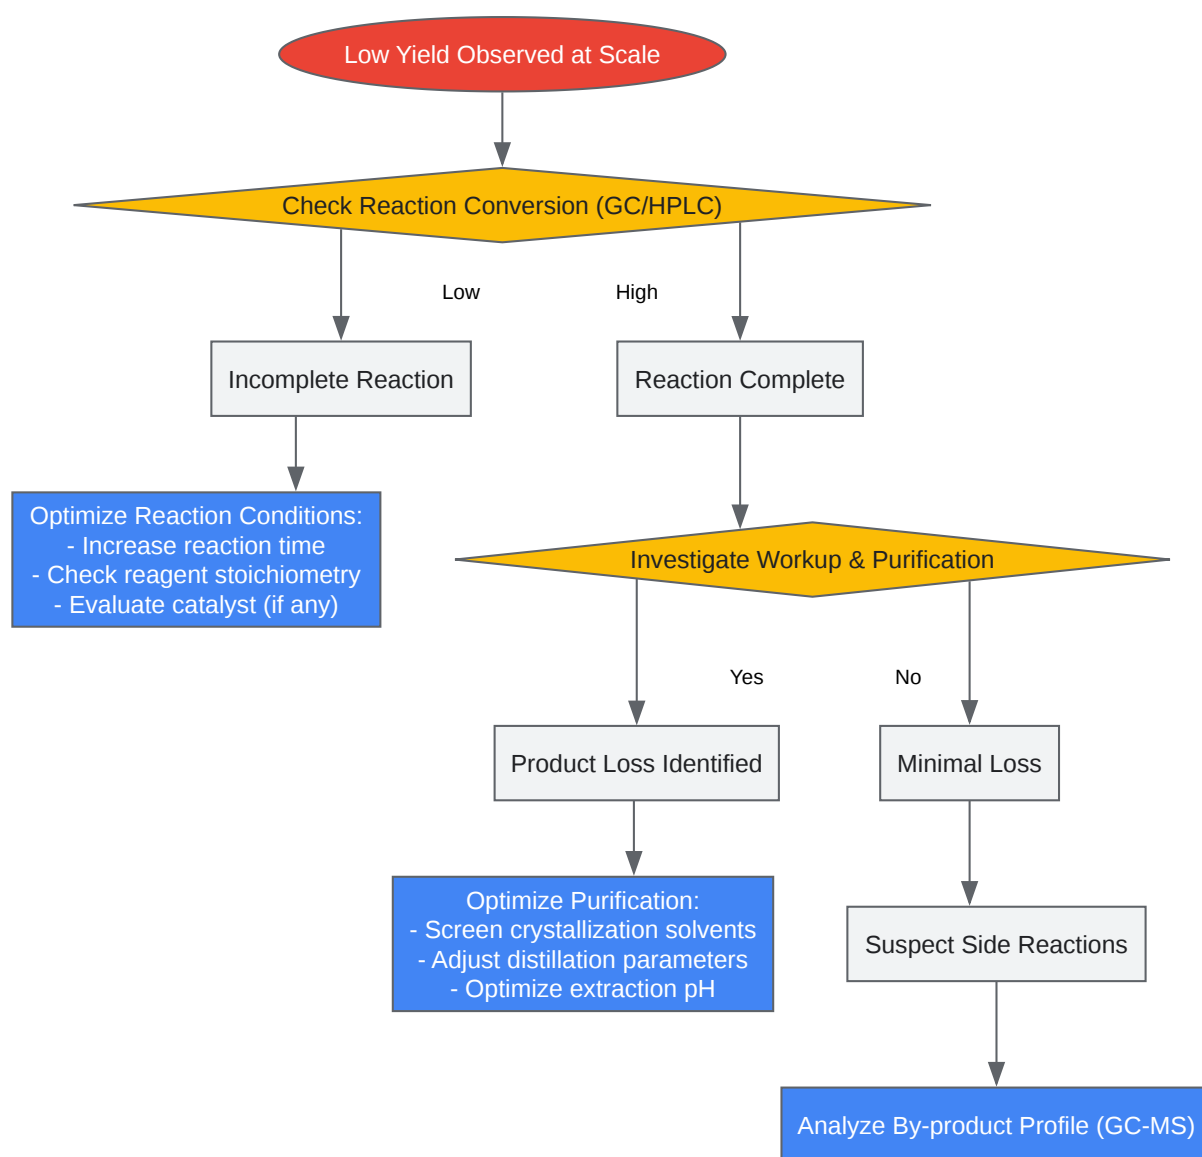 Low Yield Observed at Scale
Check Reaction Conversion (GC/HPLC)
Low
High
Incomplete Reaction
Reaction Complete
Optimize Reaction Conditions:
- Increase reaction time
- Check reagent stoichiometry
- Evaluate catalyst (if any)
Investigate Workup & Purification
Yes
No
Product Loss Identified
Minimal Loss
Optimize Purification:
- Screen crystallization solvents
- Adjust distillation parameters
- Optimize extraction pH
Suspect Side Reactions
Analyze By-product Profile (GC-MS)